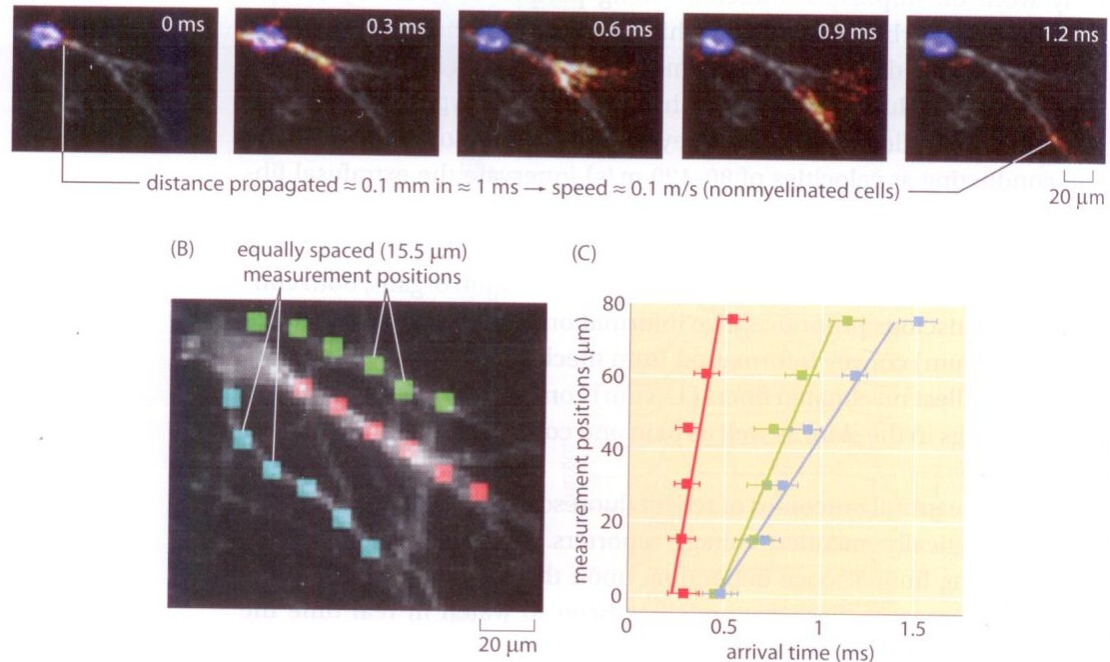 0 ms
0.3 ms
0.6 ms
0.9 ms
1.2 ms
distance propagated ≈ 0.1 mm in ≈ 1 ms → speed ≈ 0.1 m/s (nonmyelinated cells)
20 μm
(B)
equally spaced (15.5 μm)
measurement positions
20 μm
(C)
measurement positions (μm)
80
60
40
20
0
0
0.5
1
1.5
arrival time (ms)